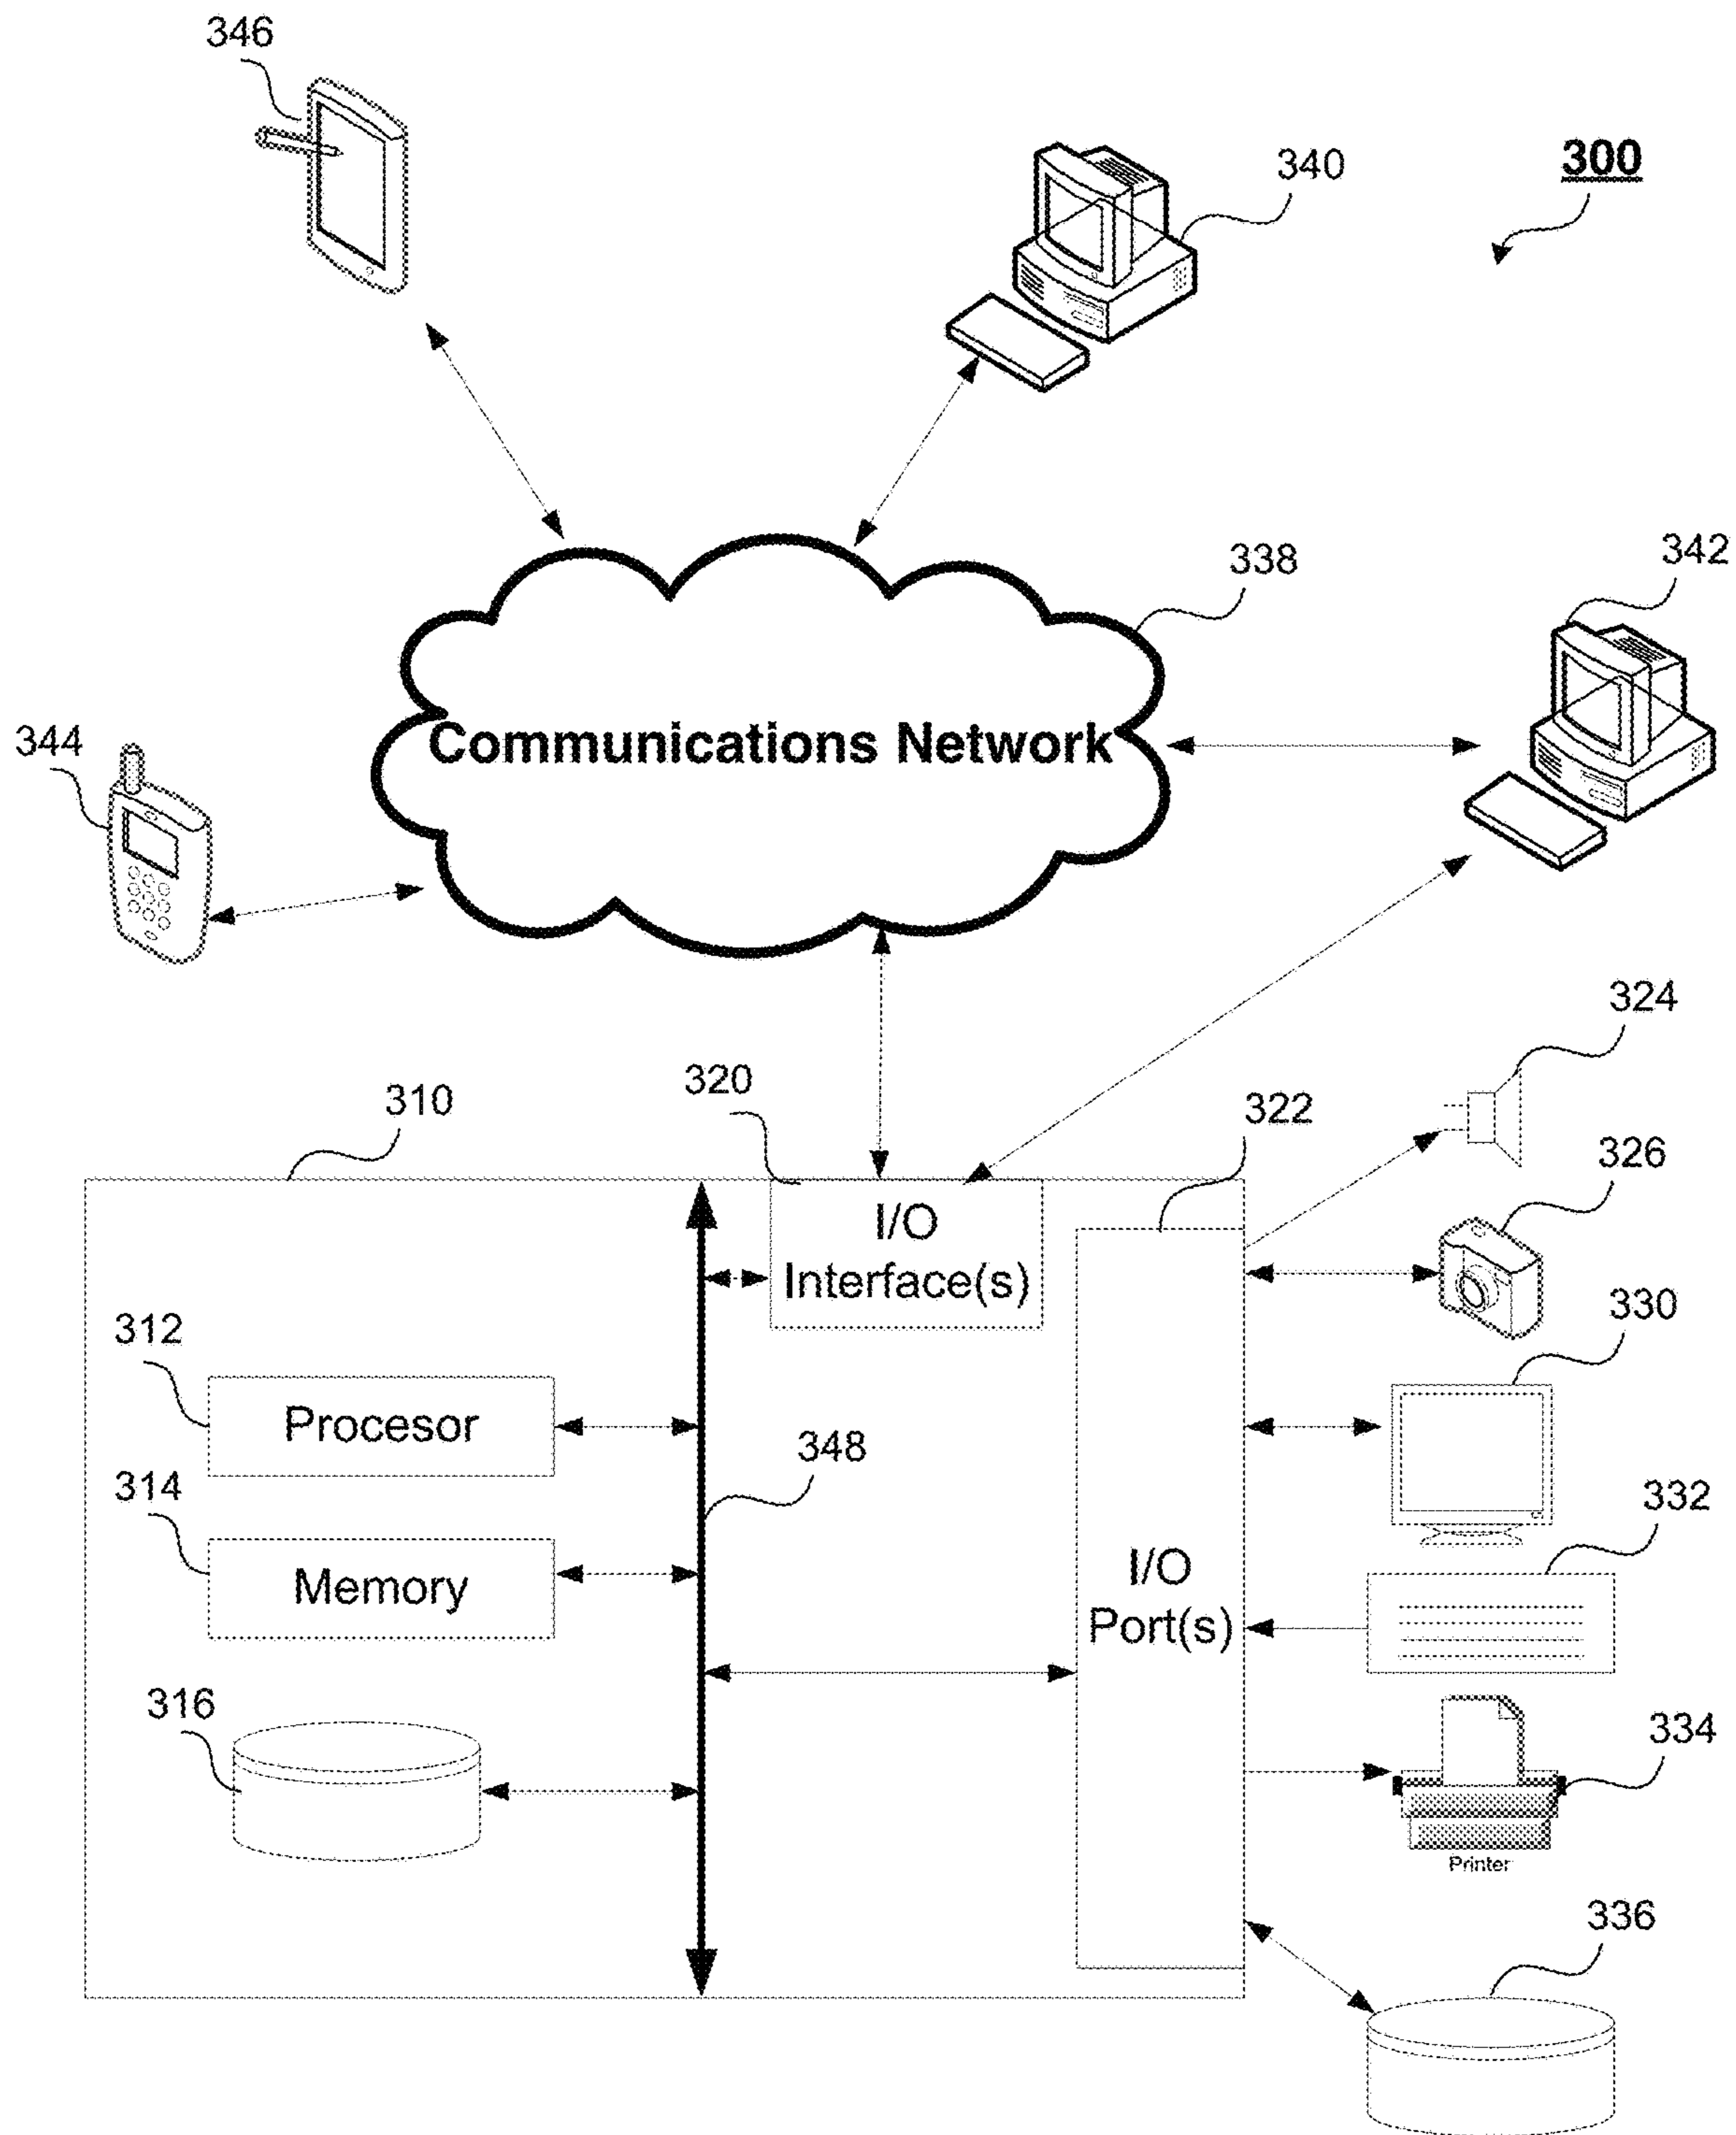 346
340
300
338
342
Communications Network
344
324
320
310
322
326
I/O
Interface(s)
330
312
Procesor
348
314
332
Memory
I/O
Port(s)
316
334
Printer
336